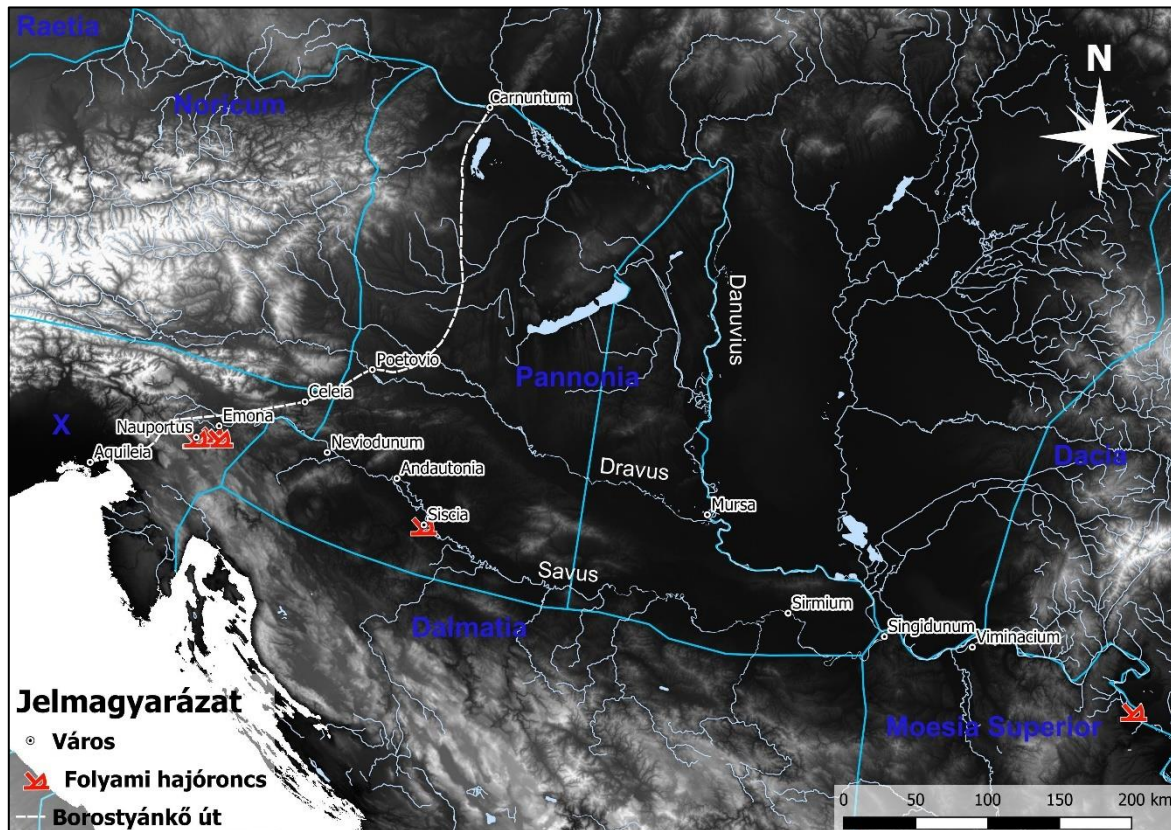 Raetia
N
Noricum
Carnuntum
Danuvius
Poetovio
Pannonia
Celeia
Emona
Nauportus
X
Aquileia
Neviodunum
Andautonia
Dravus
Dacia
Siscia
Mursa
Savus
Sirmium
Dalmatia
Singidunum
Viminacium
Moesia Superior
Jelmagyarázat
Város
Folyami hajóroncs
Borostyánkő út
0 50 100 150 200 km